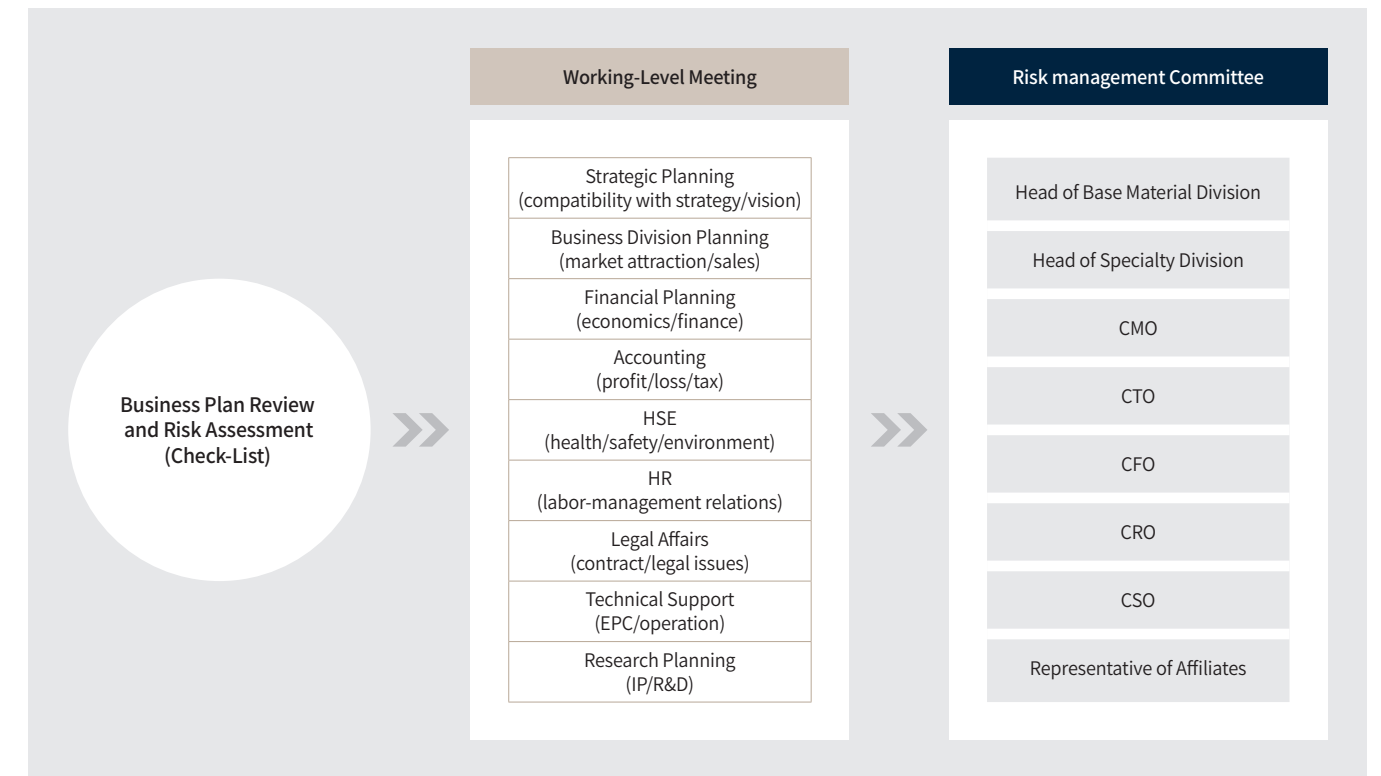 Business Plan Review
and Risk Assessment
(Check-List)
Working-Level Meeting
Strategic Planning
(compatibility with strategy/vision)
Business Division Planning
(market attraction/sales)
Financial Planning
(economics/finance)
Accounting
(profit/loss/tax)
HSE
(health/safety/environment)
HR
(labor-management relations)
Legal Affairs
(contract/legal issues)
Technical Support
(EPC/operation)
Research Planning
(IP/R&D)
Risk management Committee
Head of Base Material Division
Head of Specialty Division
CMO
CTO
CFO
CRO
CSO
Representative of Affiliates